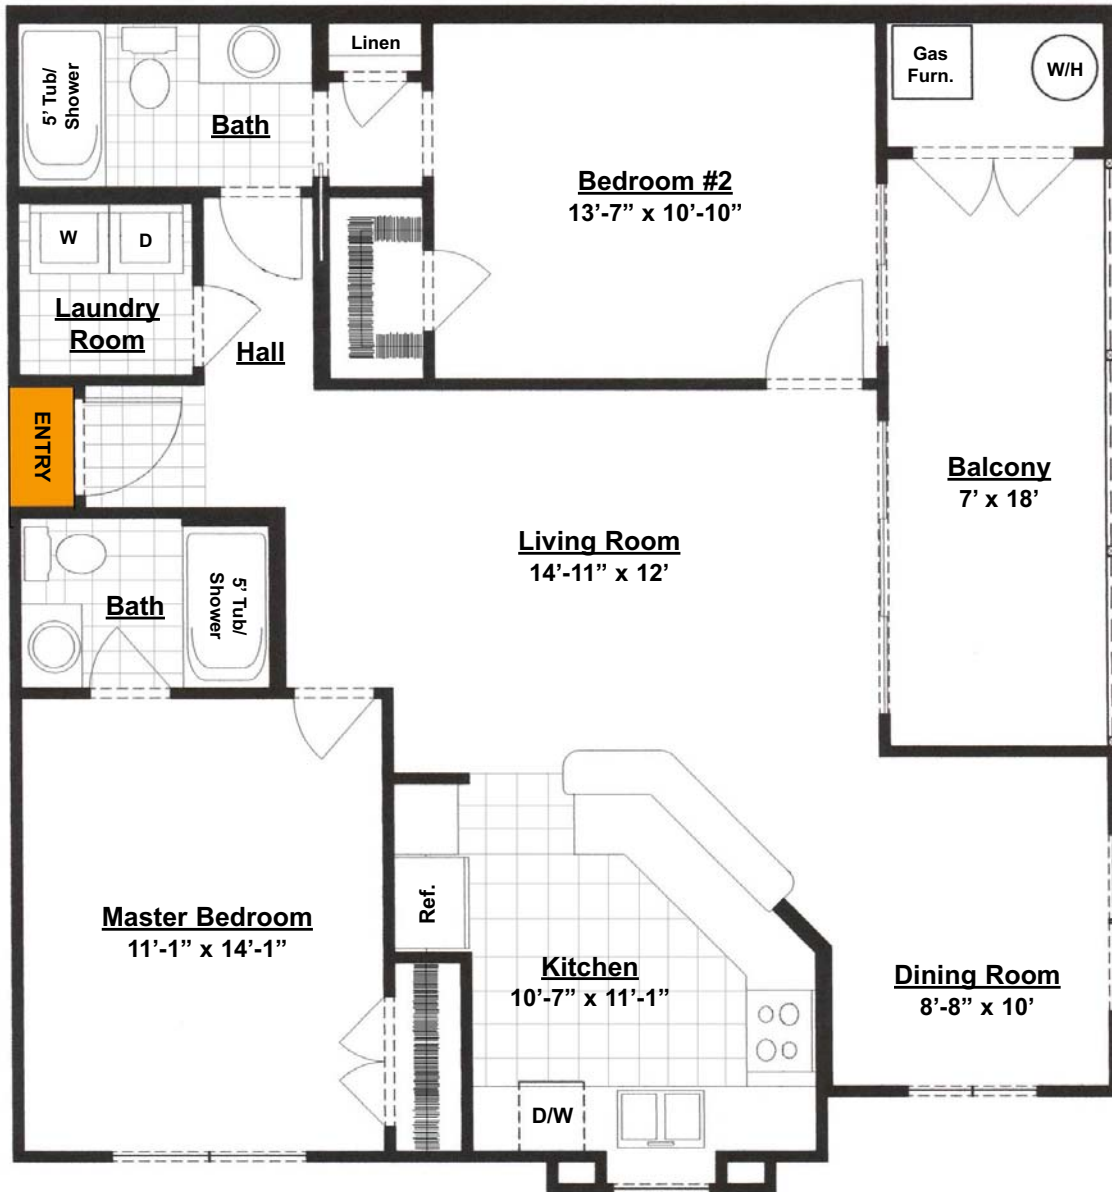 Linen
Gas
Furn.
W/H
5’ Tub/
Shower
Bath
Bedroom #2
13’-7” x 10’-10”
W
D
Laundry
Room
Hall
ENTRY
Balcony
7’ x 18’
Living Room
14’-11” x 12’
Bath
5’ Tub/
Shower
Master Bedroom
11’-1” x 14’-1”
Ref.
Kitchen
10’-7” x 11’-1”
Dining Room
8’-8” x 10’
D/W